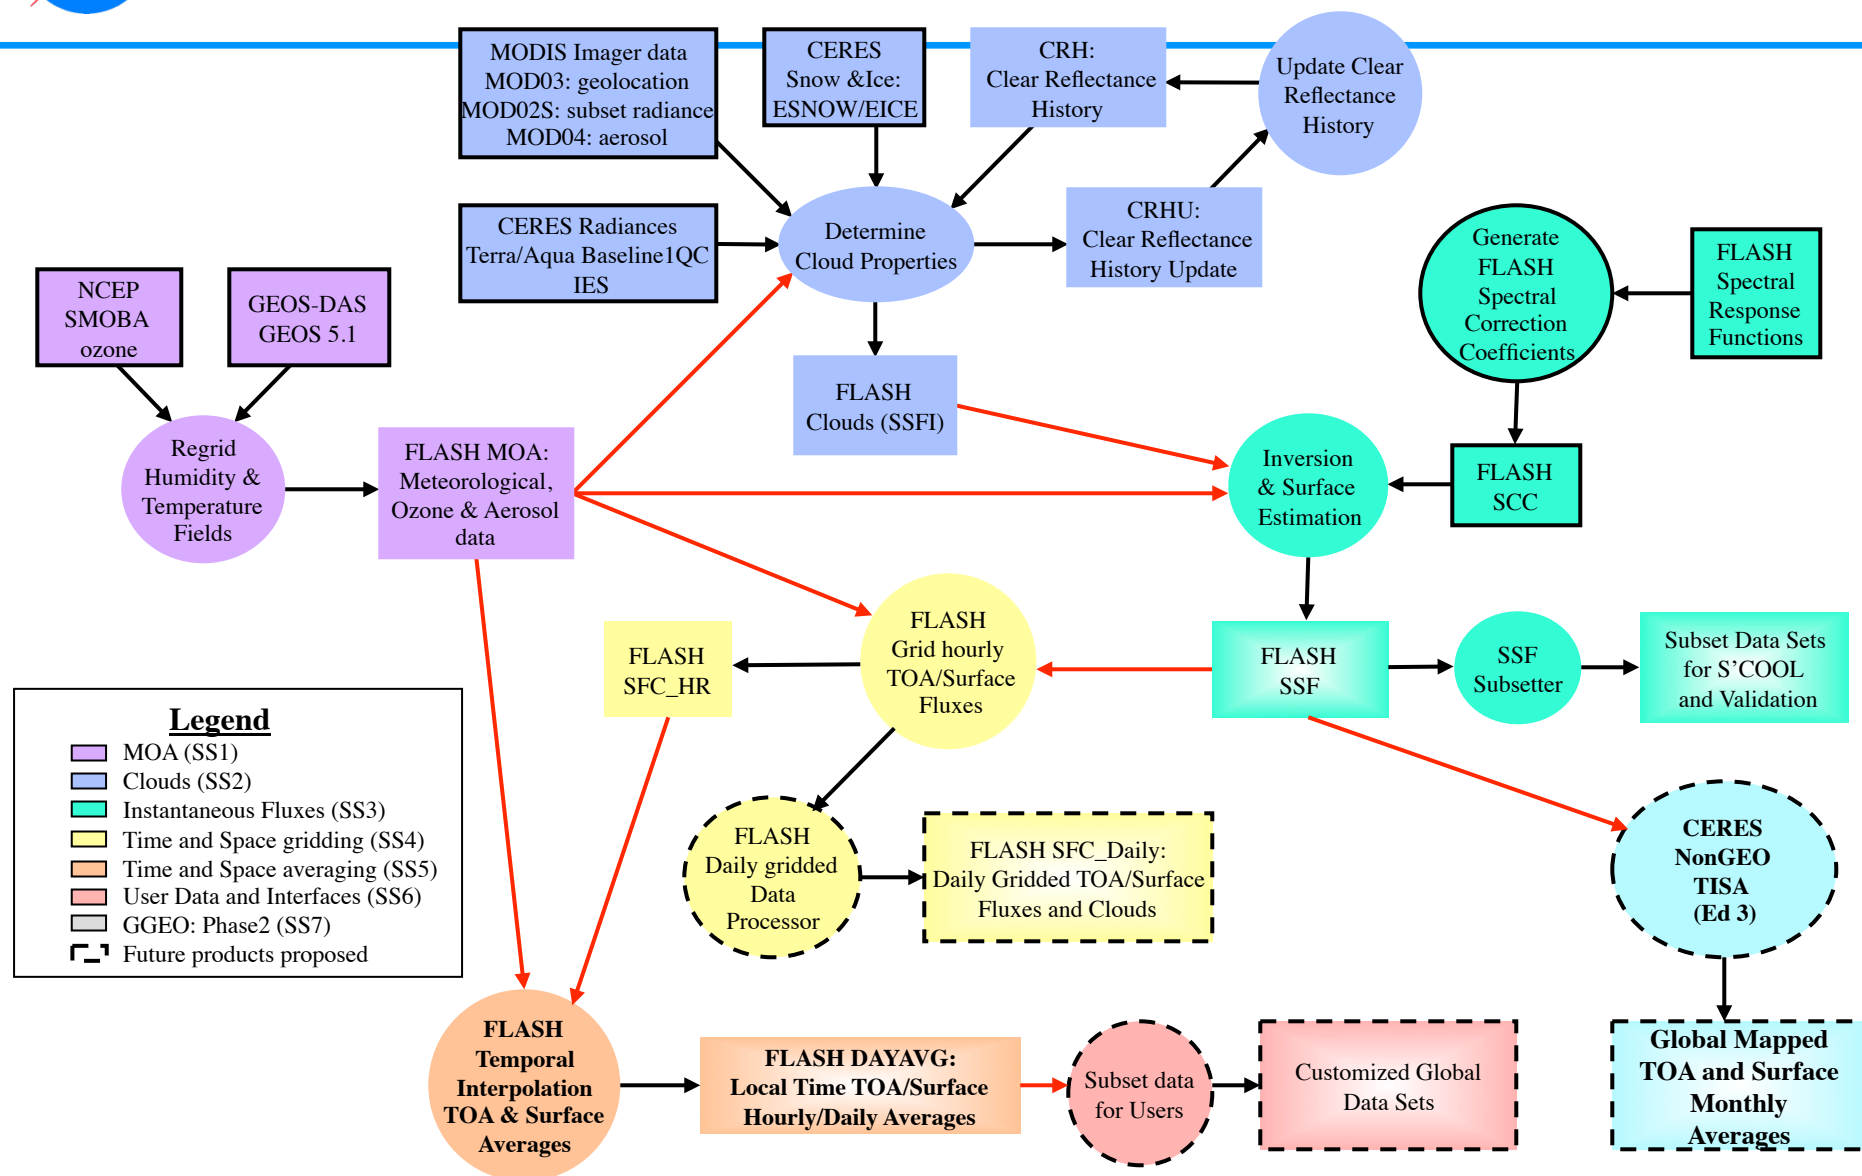 MODIS Imager data
MOD03: geolocation
MOD02S: subset radiance
MOD04: aerosol
CERES
Snow &Ice:
ESNOW/EICE
CRH:
Clear Reflectance
History
Update Clear
Reflectance
History
CERES Radiances
Terra/Aqua Baseline1QC
IES
Determine
Cloud Properties
CRHU:
Clear Reflectance
History Update
Generate
FLASH
Spectral
Correction
Coefficients
FLASH
Spectral
Response
Functions
NCEP
SMOBA
ozone
GEOS-DAS
GEOS 5.1
FLASH
Clouds (SSFI)
Regrid
Humidity &
Temperature
Fields
FLASH MOA:
Meteorological,
Ozone & Aerosol
data
Inversion
& Surface
Estimation
FLASH
SCC
FLASH
SFC_HR
FLASH
Grid hourly
TOA/Surface
Fluxes
FLASH
SSF
SSF
Subsetter
Subset Data Sets
for S’COOL
and Validation
Legend
MOA (SS1)
Clouds (SS2)
Instantaneous Fluxes (SS3)
Time and Space gridding (SS4)
Time and Space averaging (SS5)
User Data and Interfaces (SS6)
GGEO: Phase2 (SS7)
Future products proposed
FLASH
Daily gridded
Data
Processor
FLASH SFC_Daily:
Daily Gridded TOA/Surface
Fluxes and Clouds
CERES
NonGEO
TISA
(Ed 3)
FLASH
Temporal
Interpolation
TOA & Surface
Averages
FLASH DAYAVG:
Local Time TOA/Surface
Hourly/Daily Averages
Subset data
for Users
Customized Global
Data Sets
Global Mapped
TOA and Surface
Monthly
Averages